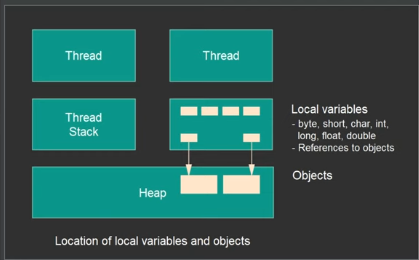 Thread
Thread
Thread
Stack
Local variables
- byte, short, char, int,
long, float, double
- References to objects
Objects
Heap
Location of local variables and objects